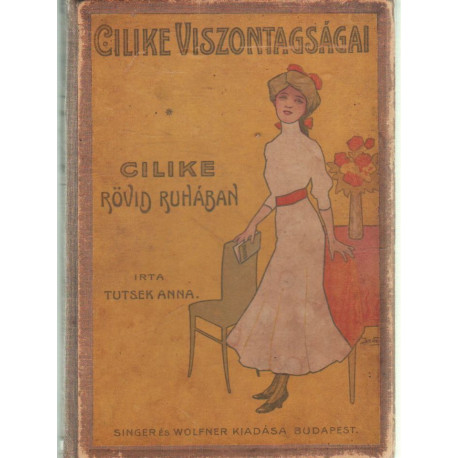 CILIKE VISZONTAGSÁGAI
CILIKE
RÖVID RUHÁBAN
IRTA
TUTSEK ANNA.
SINGER ÉS WOLFNER KIADÁSA BUDAPEST.